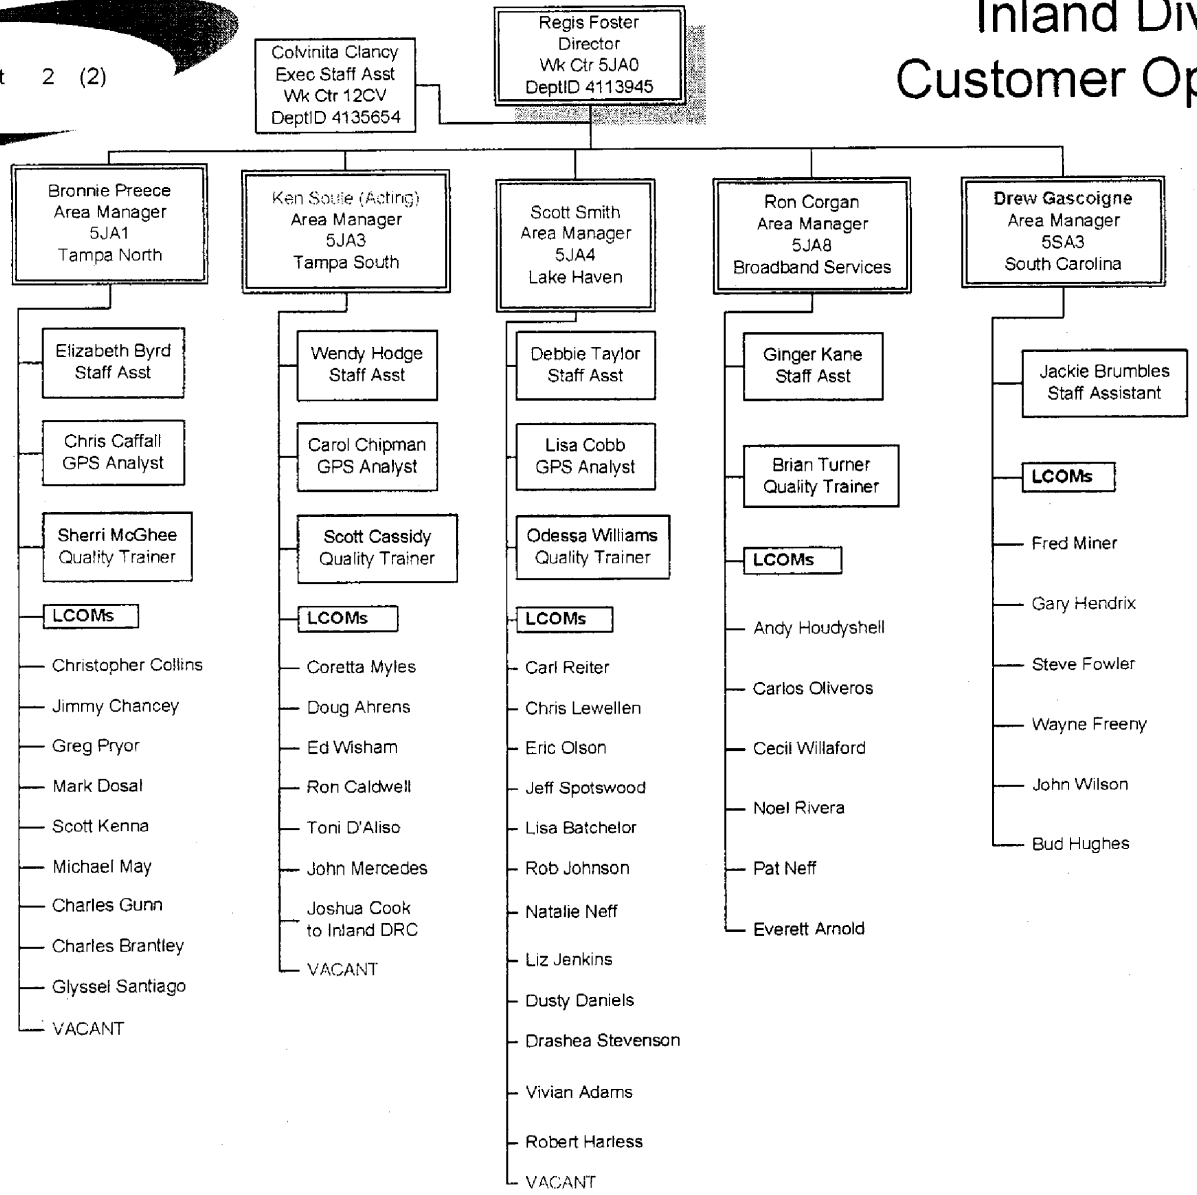 t 2 (2)
Inland Div
Customer Op
Regis Foster
Director
Wk Ctr 5JA0
DeptID 4113945
Colvinita Clancy
Exec Staff Asst
Wk Ctr 12CV
DeptID 4135654
Bronnie Preece
Area Manager
5JA1
Tampa North
Elizabeth Byrd
Staff Asst
Chris Caffall
GPS Analyst
Sherri McGhee
Quality Trainer
LCOMs
Christopher Collins
Jimmy Chancey
Greg Pryor
Mark Dosal
Scott Kenna
Michael May
Charles Gunn
Charles Brantley
Glyssel Santiago
VACANT
Ken Soule (Acting)
Area Manager
5JA3
Tampa South
Wendy Hodge
Staff Asst
Carol Chipman
GPS Analyst
Scott Cassidy
Quality Trainer
LCOMs
Coretta Myles
Doug Ahrens
Ed Wisham
Ron Caldwell
Toni D'Aliso
John Mercedes
Joshua Cook
to Inland DRC
VACANT
Scott Smith
Area Manager
5JA4
Lake Haven
Debbie Taylor
Staff Asst
Lisa Cobb
GPS Analyst
Odessa Williams
Quality Trainer
LCOMs
Carl Reiter
Chris Lewellen
Eric Olson
Jeff Spotswood
Lisa Batchelor
Rob Johnson
Natalie Neff
Liz Jenkins
Dusty Daniels
Drashea Stevenson
Vivian Adams
Robert Harless
VACANT
Ron Corgan
Area Manager
5JA8
Broadband Services
Ginger Kane
Staff Asst
Brian Turner
Quality Trainer
LCOMs
Andy Houdyshell
Carlos Oliveros
Cecil Willaford
Noel Rivera
Pat Neff
Everett Arnold
Drew Gascoigne
Area Manager
5SA3
South Carolina
Jackie Brumbles
Staff Assistant
LCOMs
Fred Miner
Gary Hendrix
Steve Fowler
Wayne Freeny
John Wilson
Bud Hughes